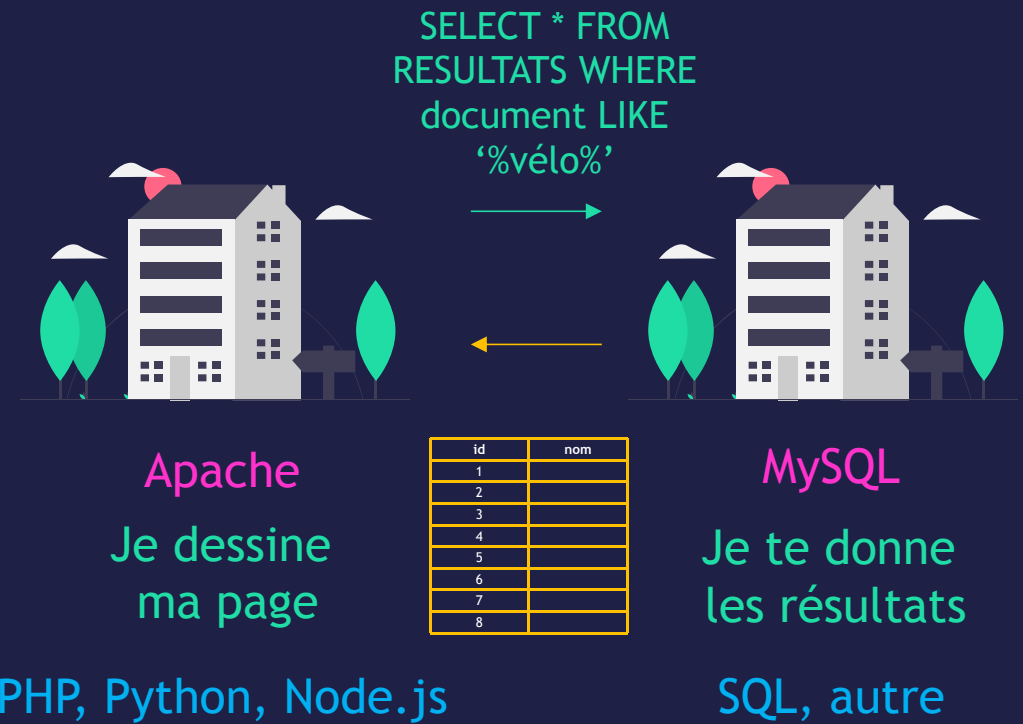 SELECT * FROM
RESULTATS WHERE
document LIKE
‘%vélo%’
Apache
Je dessine
ma page
PHP, Python, Node.js
id nom
1
2
3
4
5
6
7
8
MySQL
Je te donne
les résultats
SQL, autre